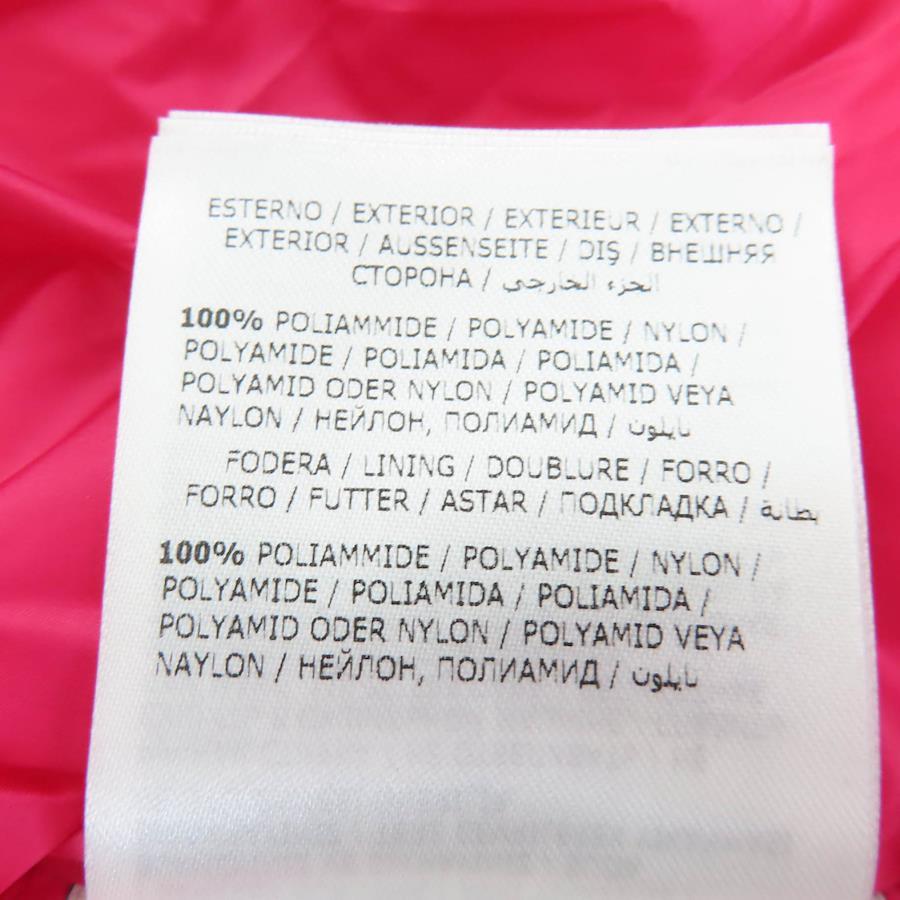 ESTERNO / EXTERIOR / EXTERIEUR / EXTERNO /
EXTERIOR / AUSSENSEITE / DIŞ / ВНЕШНЯЯ
СТОРОНА / الجزء الخارجي
100% POLIAMMIDE / POLYAMIDE / NYLON /
POLYAMIDE / POLIAMIDA / POLIAMIDA /
POLYAMID ODER NYLON / POLYAMID VEYA
NAYLON / НЕЙЛОН, ПОЛИАМИД / نايلون
FODERA / LINING / DOUBLURE / FORRO /
FORRO / FUTTER / ASTAR / ПОДКЛАДКА / بطانة
100% POLIAMMIDE / POLYAMIDE / NYLON /
POLYAMIDE / POLIAMIDA / POLIAMIDA /
POLYAMID ODER NYLON / POLYAMID VEYA
NAYLON / НЕЙЛОН, ПОЛИАМИД / نايلون